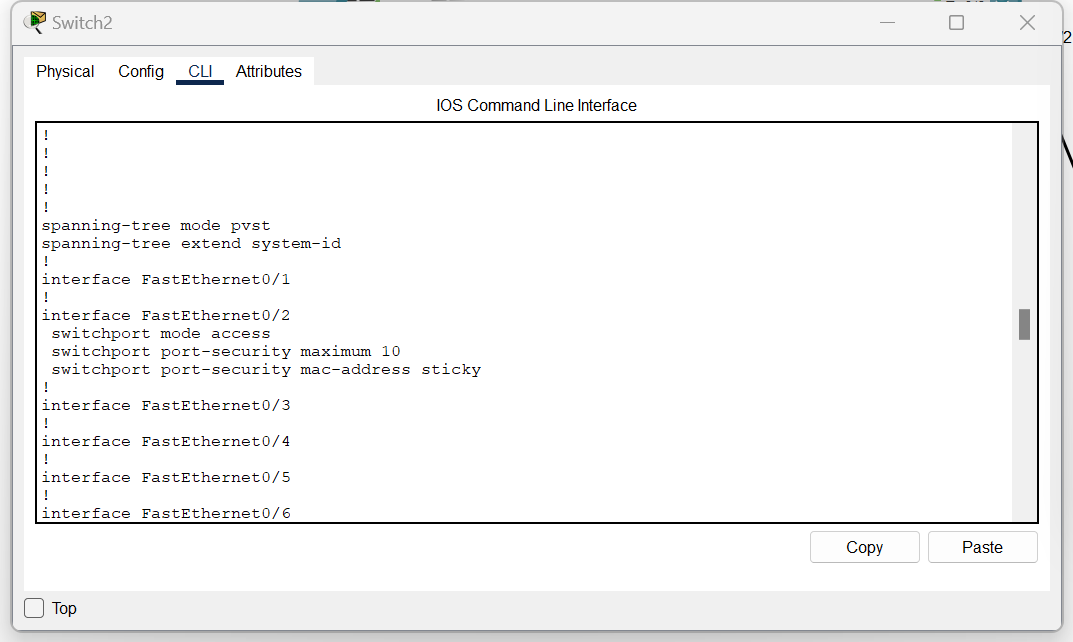 Switch2
2
Physical Config CLI Attributes
IOS Command Line Interface
!
!
!
!
!
spanning-tree mode pvst
spanning-tree extend system-id
!
interface FastEthernet0/1
!
interface FastEthernet0/2
switchport mode access
switchport port-security maximum 10
switchport port-security mac-address sticky
!
interface FastEthernet0/3
!
interface FastEthernet0/4
!
interface FastEthernet0/5
!
interface FastEthernet0/6
Copy Paste
Top